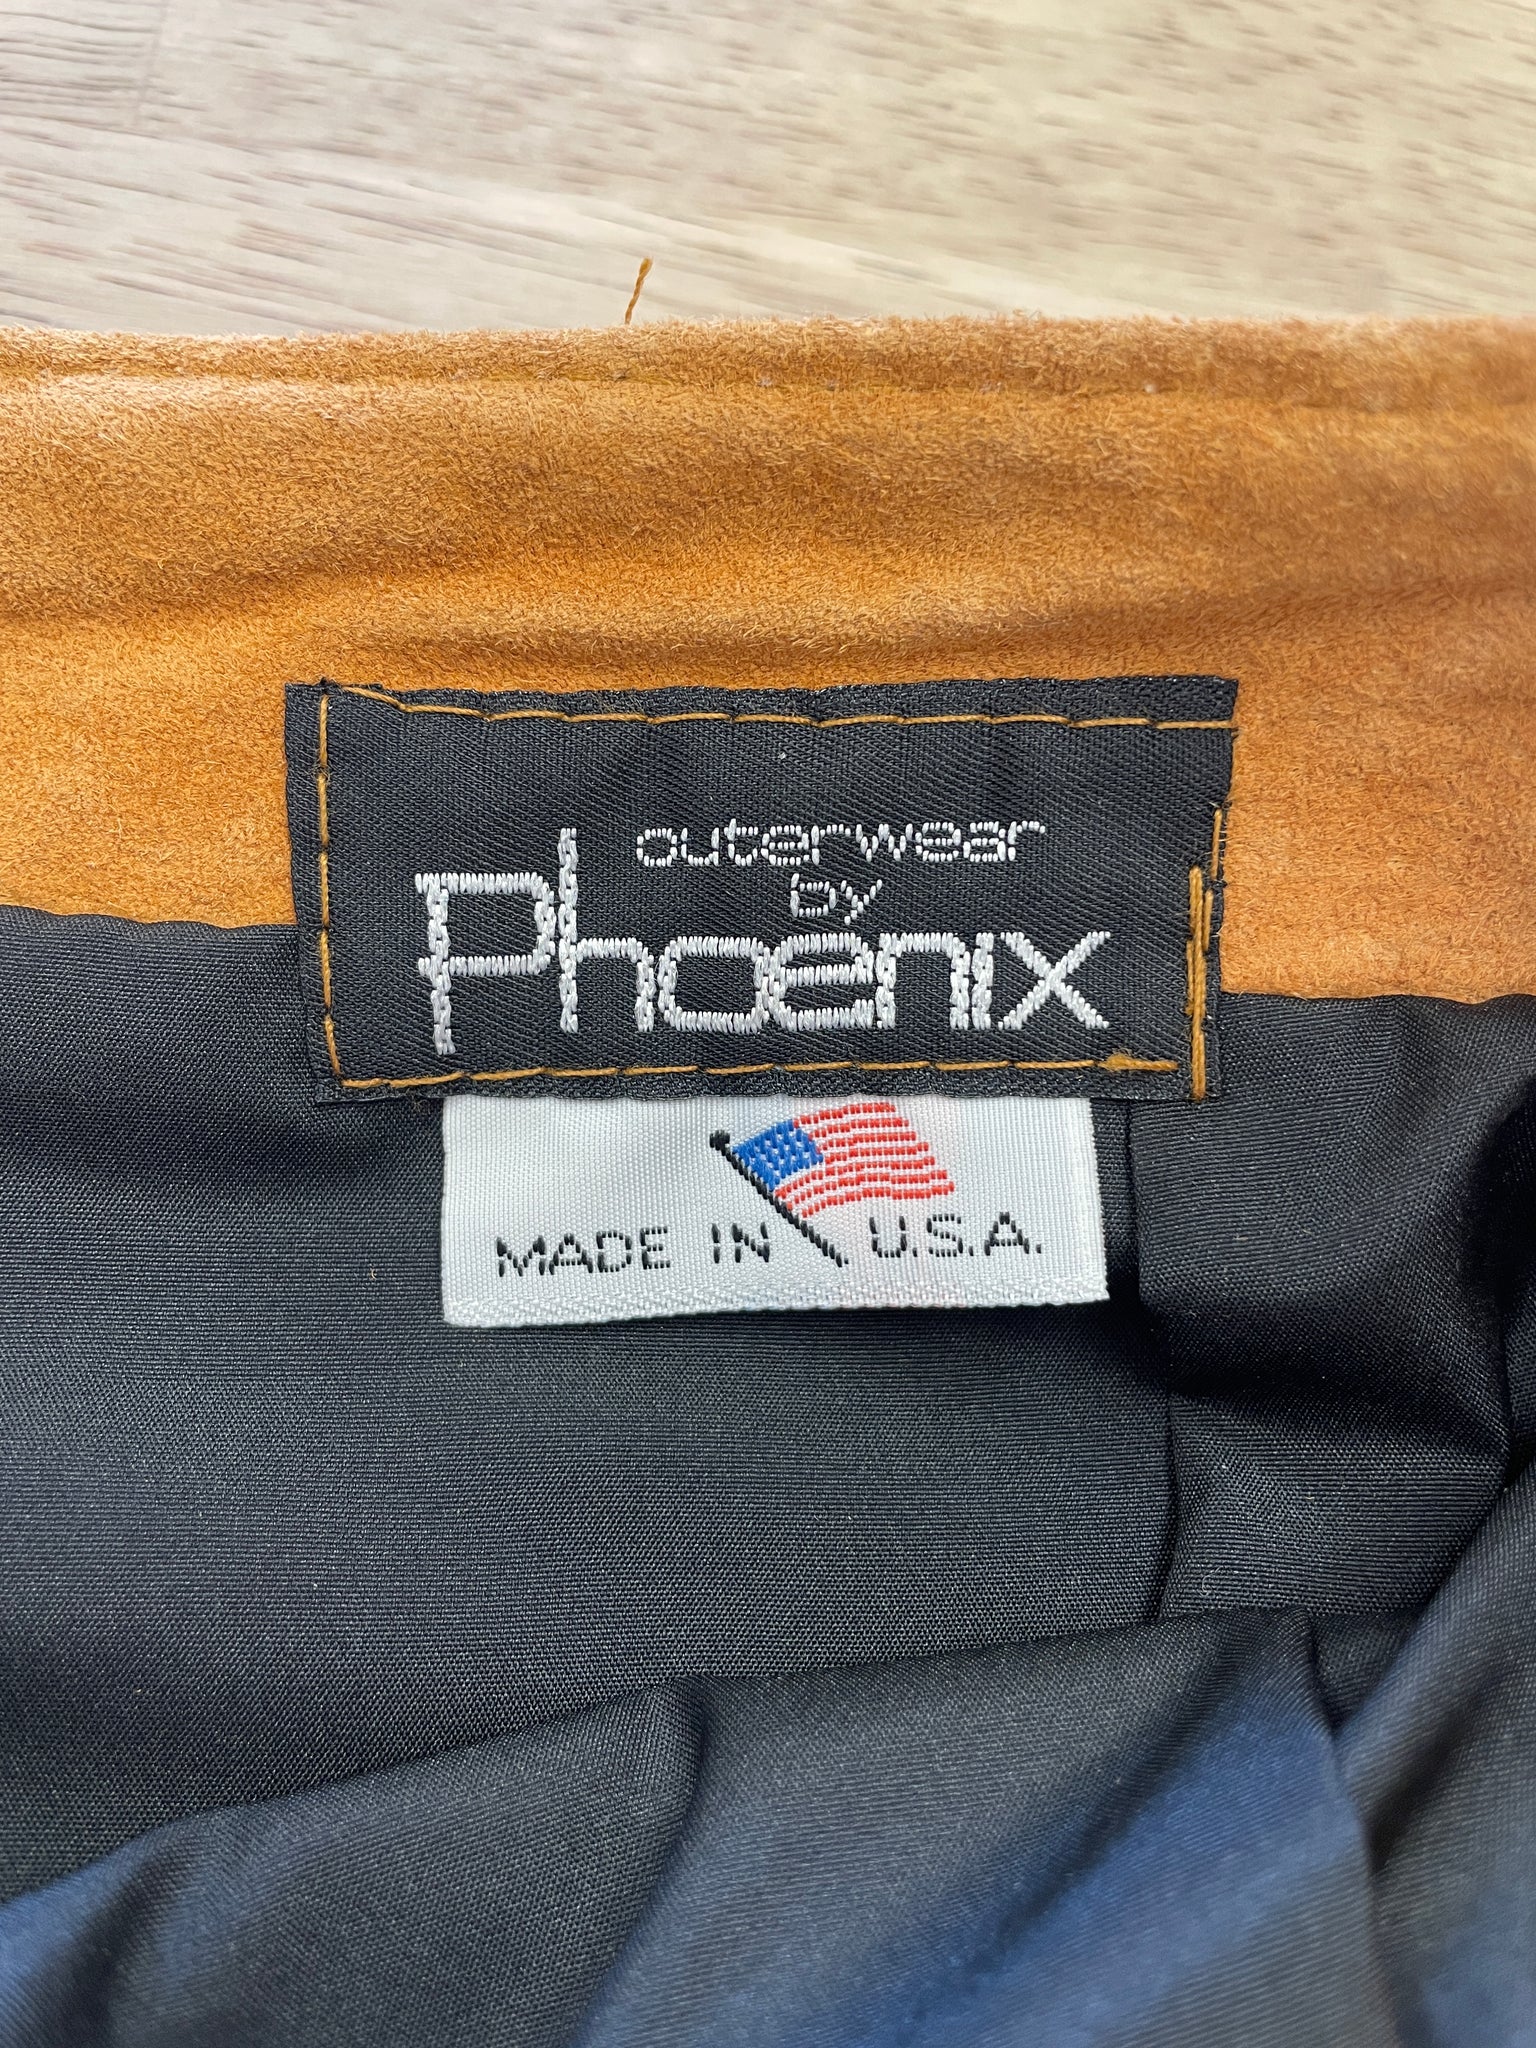 outerwear
by
Phoenix
MADE IN U.S.A.